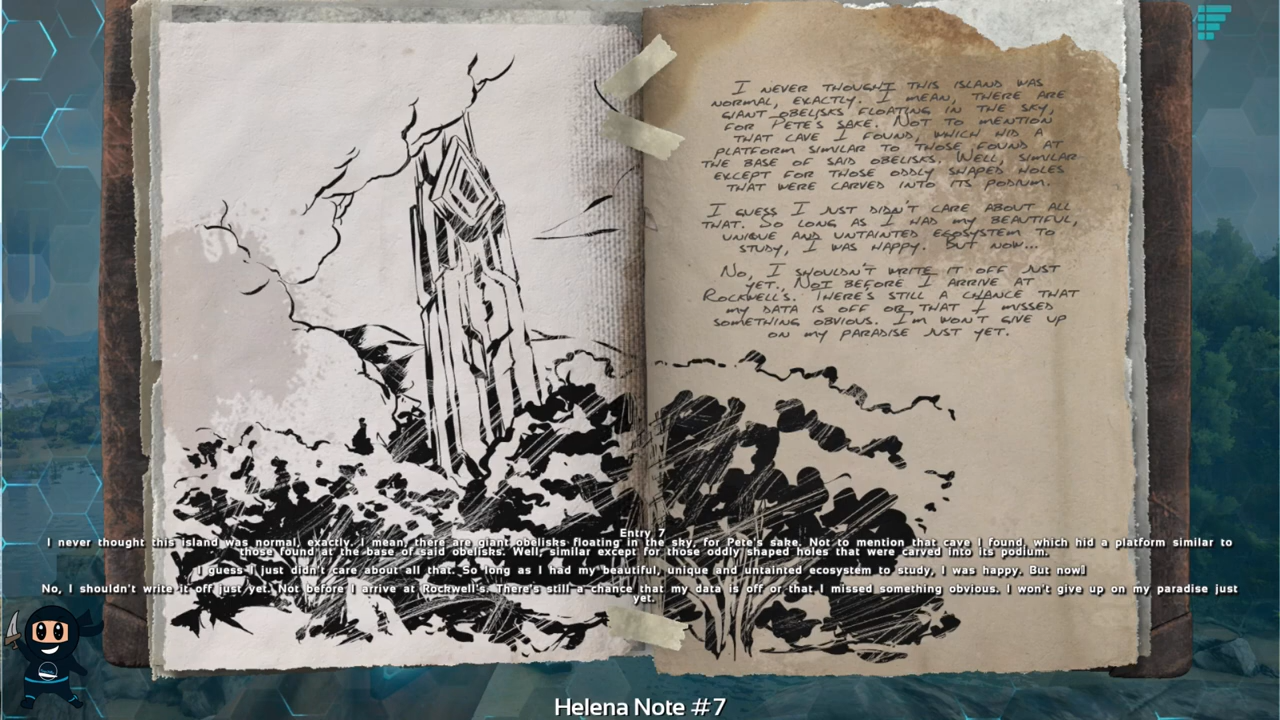 I NEVER THOUGHT THIS ISLAND WAS
NORMAL, EXACTLY. I MEAN, THERE ARE
GIANT OBELISKS FLOATING IN THE SKY,
FOR PETE'S SAKE. NOT TO MENTION
THAT CAVE I FOUND, WHICH HID A
PLATFORM SIMILAR TO THOSE FOUND AT
THE BASE OF SAID OBELISKS. WELL, SIMILAR
EXCEPT FOR THOSE ODDLY SHAPED HOLES
THAT WERE CARVED INTO ITS PODIUM.
I GUESS I JUST DIDN'T CARE ABOUT ALL
THAT. SO LONG AS I HAD MY BEAUTIFUL,
UNIQUE AND UNTAINTED ECOSYSTEM TO
STUDY, I WAS HAPPY. BUT NOW...
NO, I SHOULDN'T WRITE IT OFF JUST
YET. NOT BEFORE I ARRIVE AT
ROCKWELL'S. THERE'S STILL A CHANCE THAT
MY DATA IS OFF OR THAT I MISSED
SOMETHING OBVIOUS. I'M WON'T GIVE UP
ON MY PARADISE JUST YET.
Entry 7
I never thought this island was normal, exactly. I mean, there are giant obelisks floating in the sky, for Pete's sake. Not to mention that cave I found, which hid a platform similar to
those found at the base of said obelisks. Well, similar except for those oddly shaped holes that were carved into its podium.
I guess I just didn't care about all that. So long as I had my beautiful, unique and untainted ecosystem to study, I was happy. But now
No, I shouldn't write it off just yet. Not before I arrive at Rockwell's. There's still a chance that my data is off or that I missed something obvious. I won't give up on my paradise just
yet.
Helena Note #7